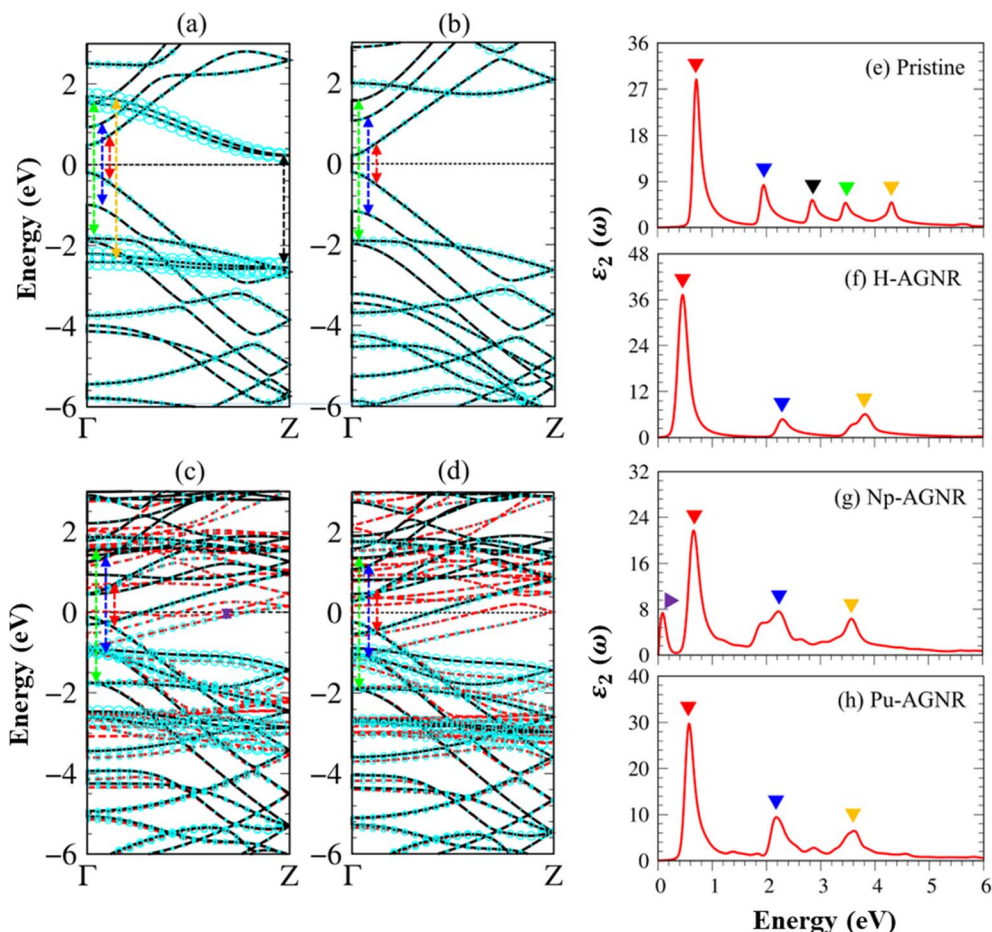 (a)
(b)
Energy (eV)
2
0
−2
−4
−6
Γ
Z
Γ
Z
(c)
(d)
Energy (eV)
2
0
−2
−4
−6
Γ
Z
Γ
Z
ε2 (ω)
36
27
18
9
0
(e) Pristine
48
36
24
12
0
(f) H-AGNR
ε2 (ω)
32
24
16
8
0
(g) Np-AGNR
40
30
20
10
0
(h) Pu-AGNR
0 1 2 3 4 5 6
Energy (eV)